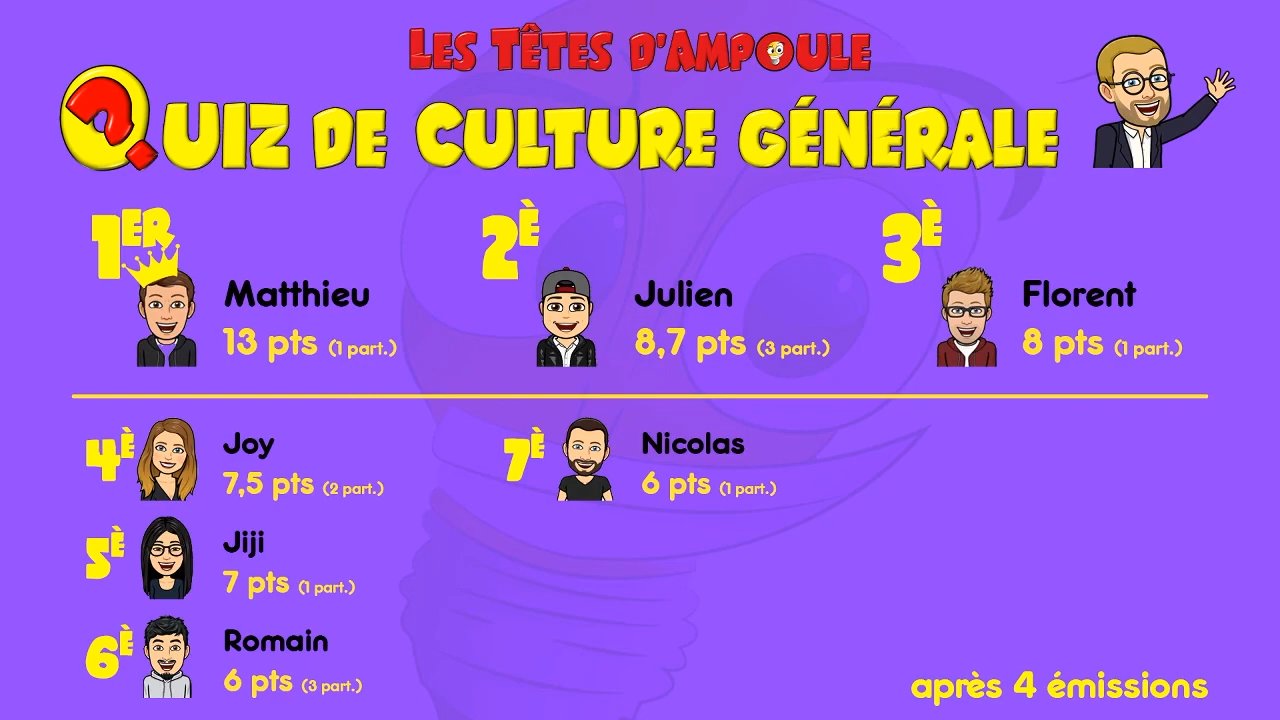 LES TÊTES D'AMPOULE
QUIZ DE CULTURE GÉNÉRALE
1ER
Matthieu
13 pts (1 part.)
2È
Julien
8,7 pts (3 part.)
3È
Florent
8 pts (1 part.)
4È
Joy
7,5 pts (2 part.)
5È
Jiji
7 pts (1 part.)
6È
Romain
6 pts (3 part.)
7È
Nicolas
6 pts (1 part.)
après 4 émissions